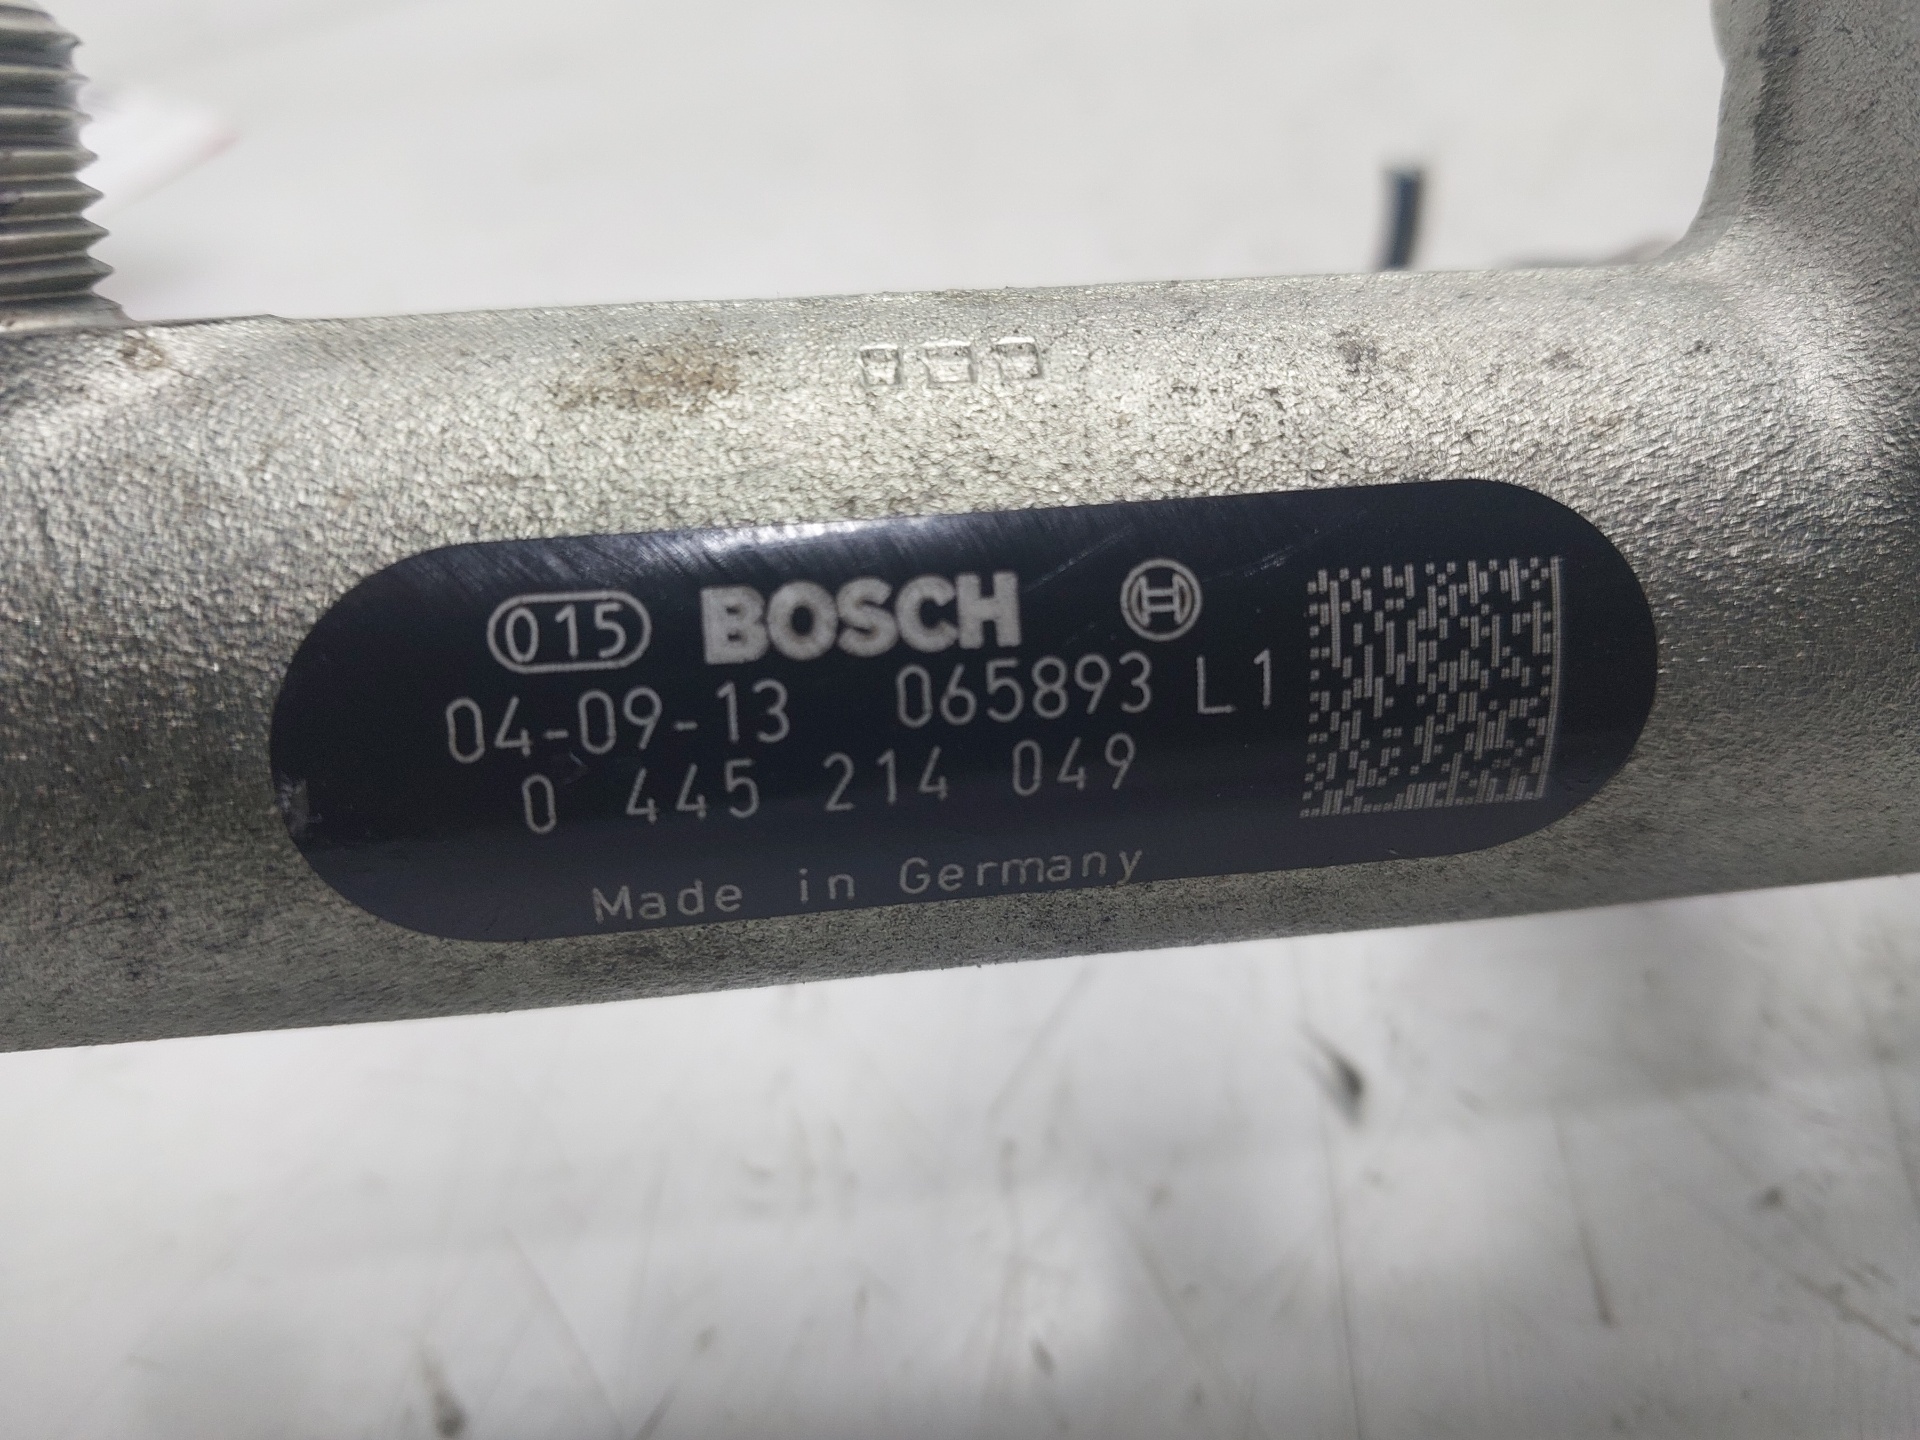 015 BOSCH
04-09-13 065893 L1
0 445 214 049
Made in Germany